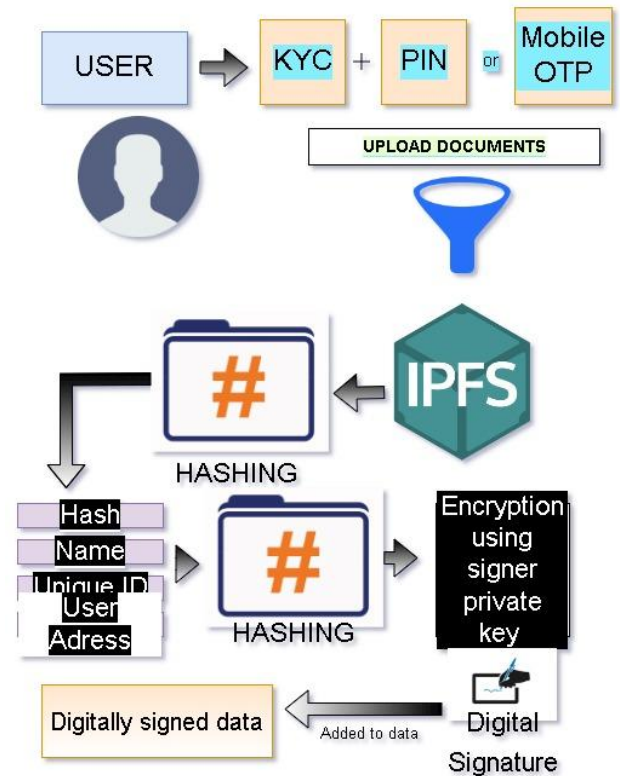 USER
KYC + PIN or Mobile
OTP
UPLOAD DOCUMENTS
IPFS
#
HASHING
Hash
Name
Unique ID
User
Adress
#
HASHING
Encryption
using
signer
private
key
Digital
Signature
Added to data
Digitally signed data